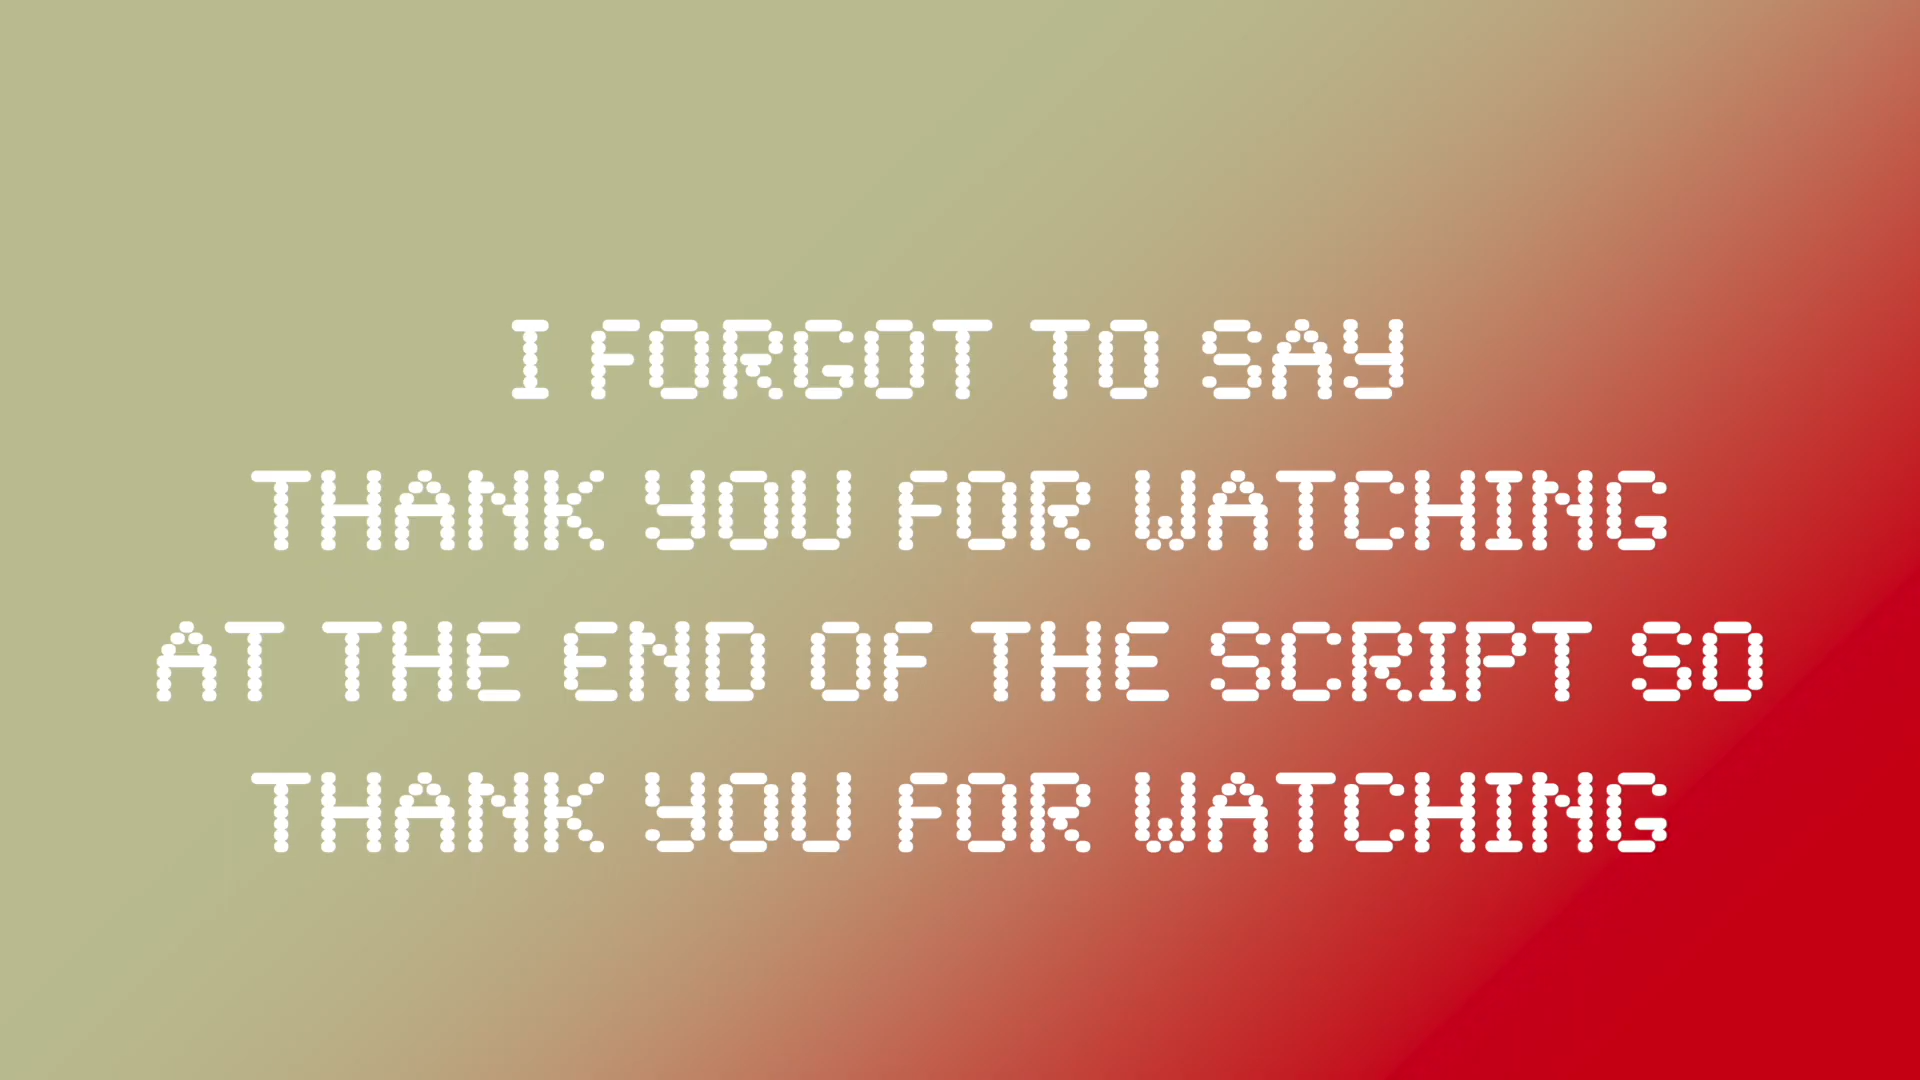 I FORGOT TO SAY
THANK YOU FOR WATCHING
AT THE END OF THE SCRIPT SO
THANK YOU FOR WATCHING